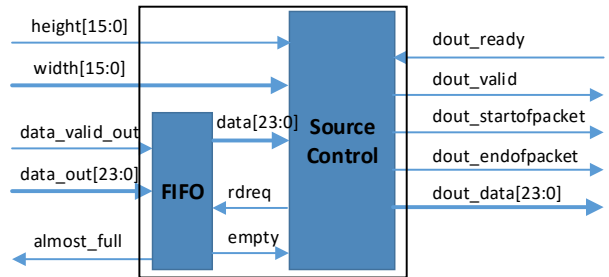 height[15:0]
width[15:0]
data_valid_out
data_out[23:0]
almost_full
FIFO
data[23:0]
rdreq
empty
Source
Control
dout_ready
dout_valid
dout_startofpacket
dout_endofpacket
dout_data[23:0]